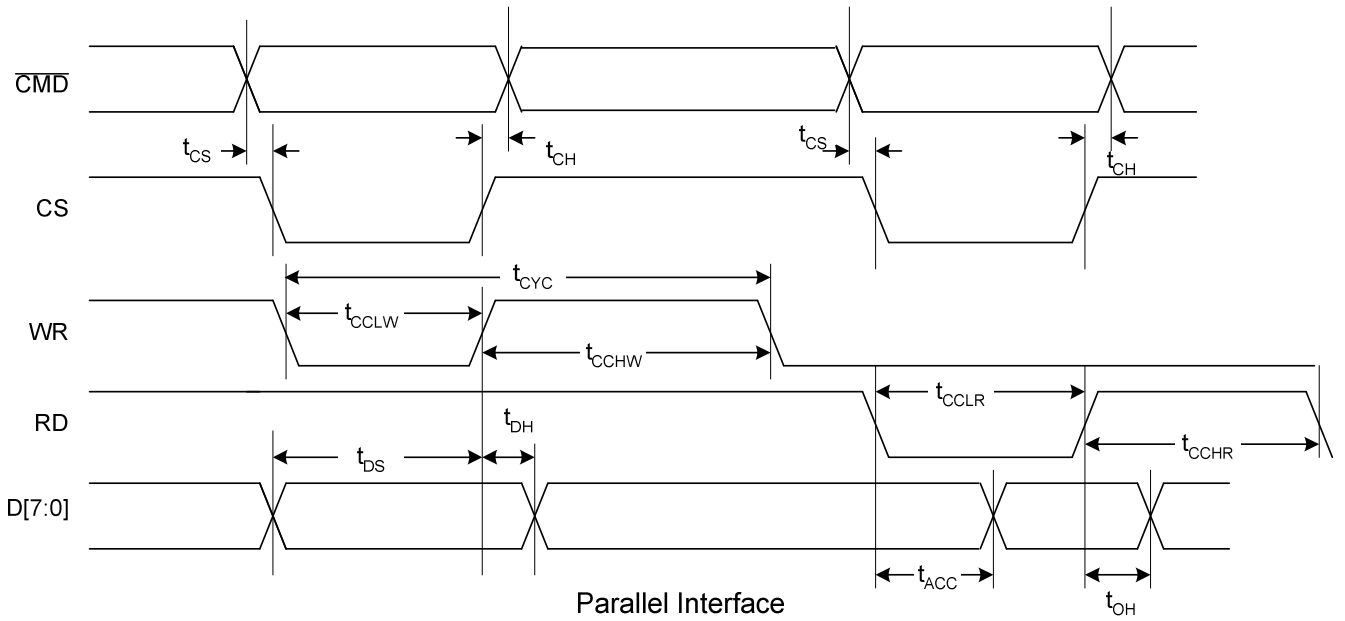 CMD
tCS
tCH
tCS
tCH
CS
tCYC
WR
tCCLW
tCCHW
RD
tCCLR
tDH
tCCHR
tDS
D[7:0]
tACC
tOH
Parallel Interface